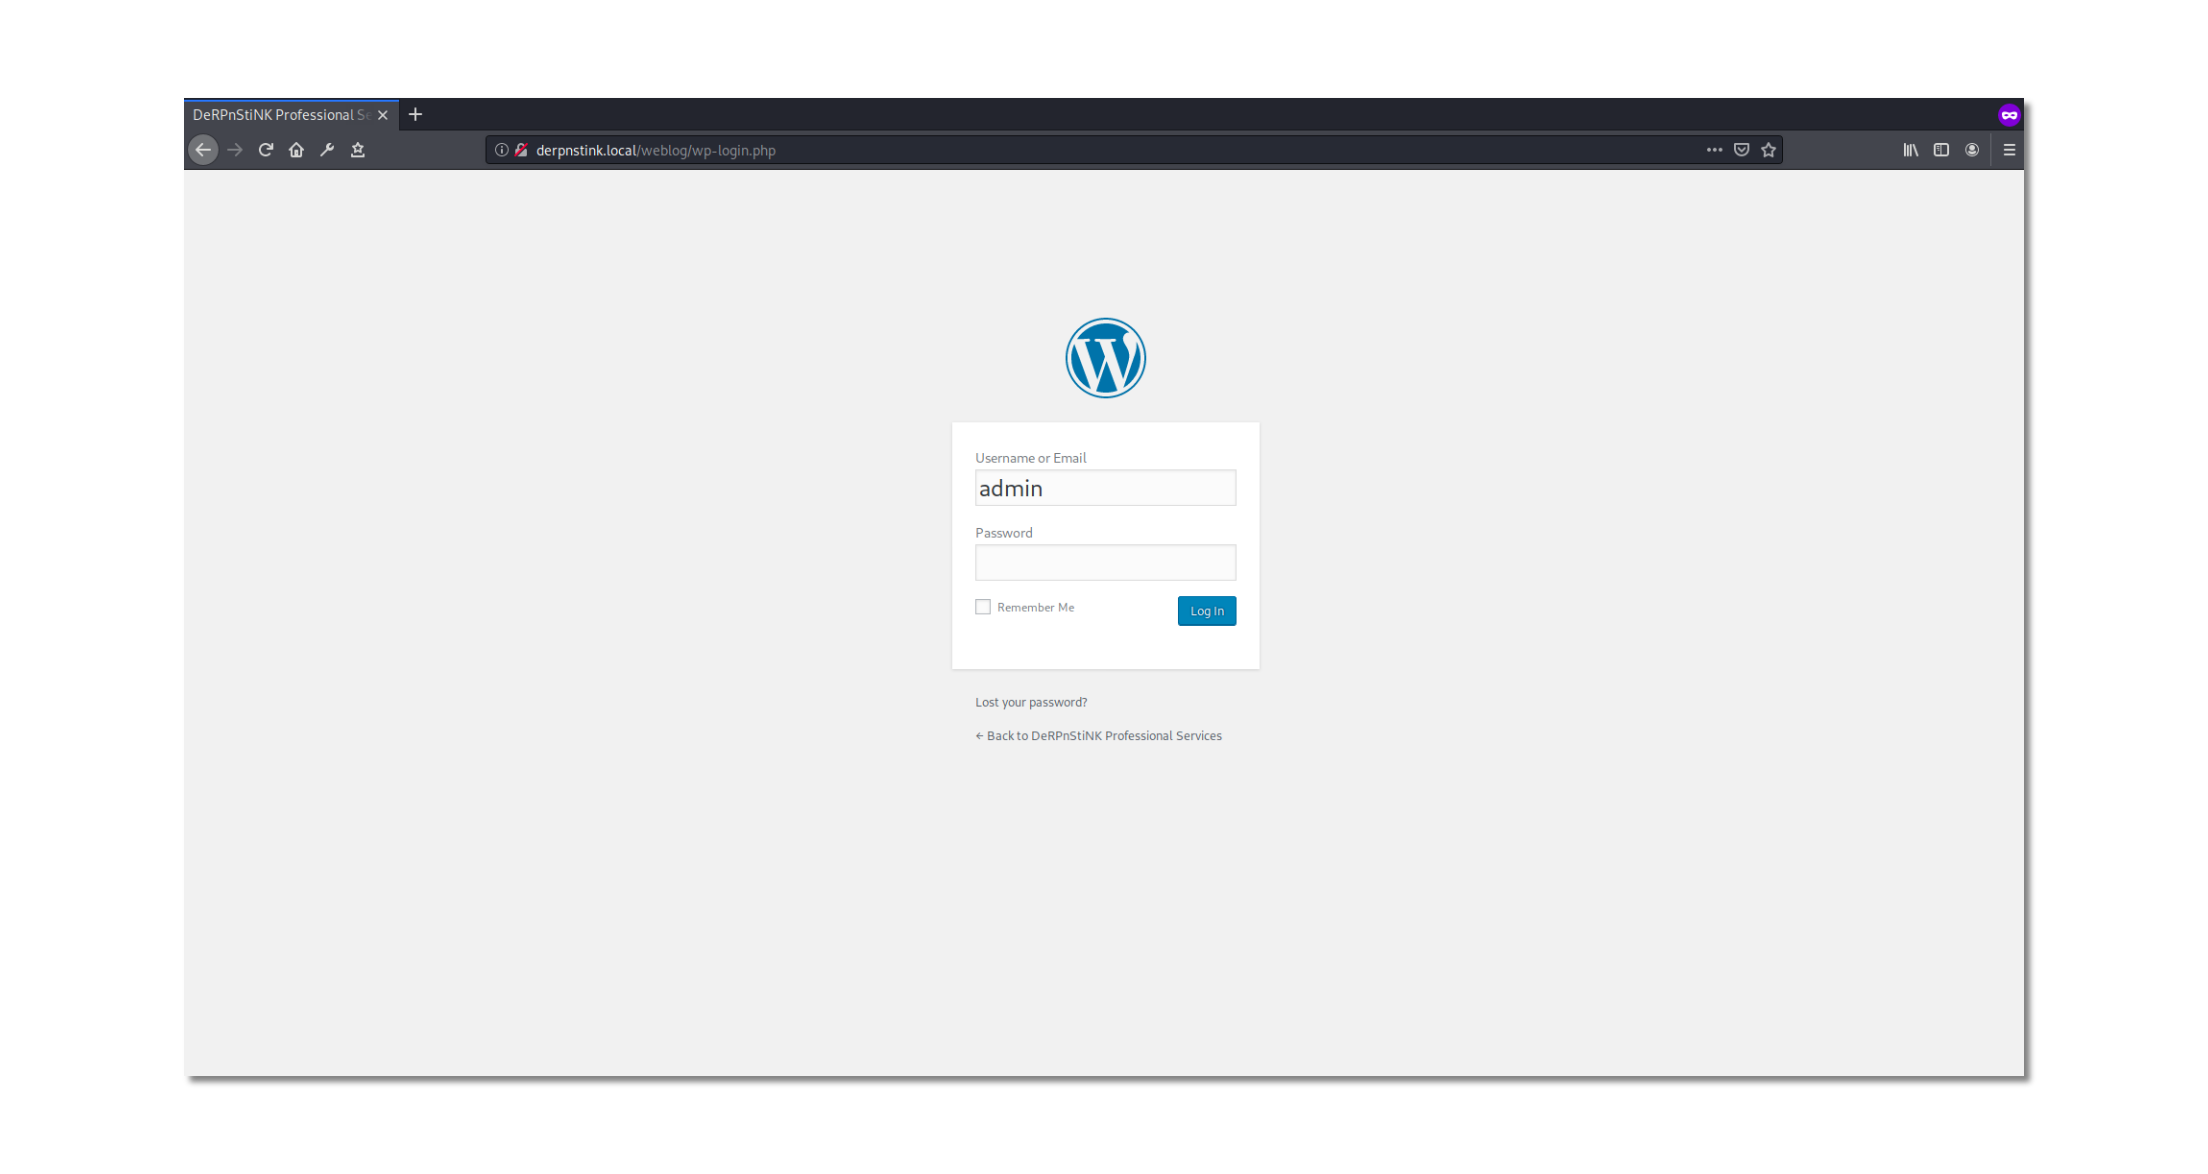 DeRPnStiNK Professional Se
derpnstink.local/weblog/wp-login.php
Username or Email
admin
Password
Remember Me
Log In
Lost your password?
← Back to DeRPnStiNK Professional Services